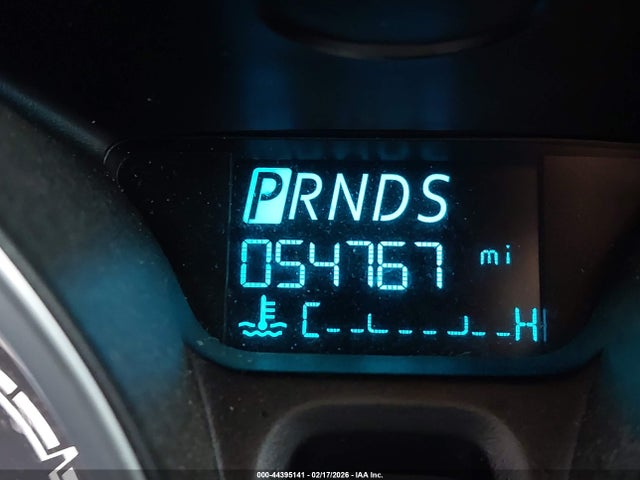 PRNDS
054767 mi
C H
000-44395141 - 02/17/2026 - IAA Inc.